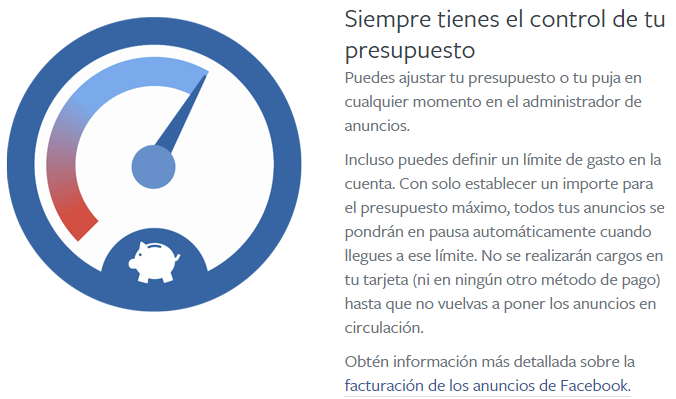 Siempre tienes el control de tu
presupuesto
Puedes ajustar tu presupuesto o tu puja en
cualquier momento en el administrador de
anuncios.
Incluso puedes definir un límite de gasto en la
cuenta. Con solo establecer un importe para
el presupuesto máximo, todos tus anuncios se
pondrán en pausa automáticamente cuando
llegues a ese límite. No se realizarán cargos en
tu tarjeta (ni en ningún otro método de pago)
hasta que no vuelvas a poner los anuncios en
circulación.
Obtén información más detallada sobre la
facturación de los anuncios de Facebook.